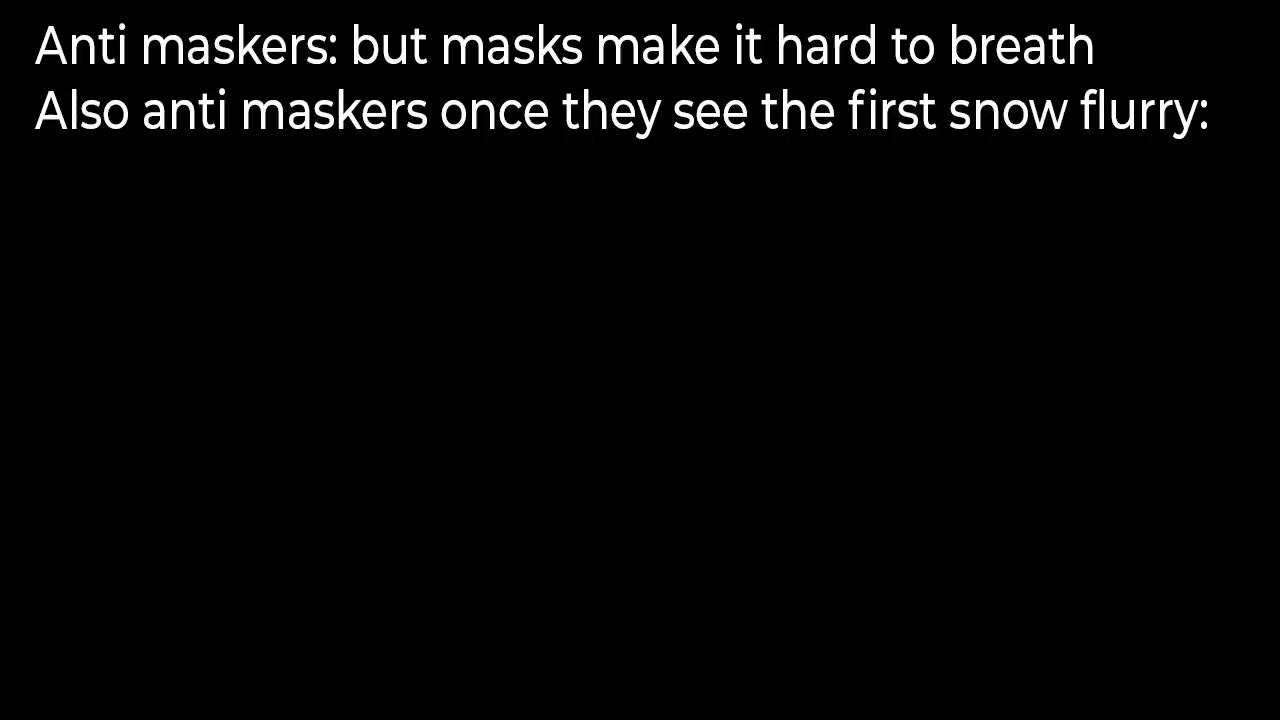 Anti maskers: but masks make it hard to breath
Also anti maskers once they see the first snow flurry: